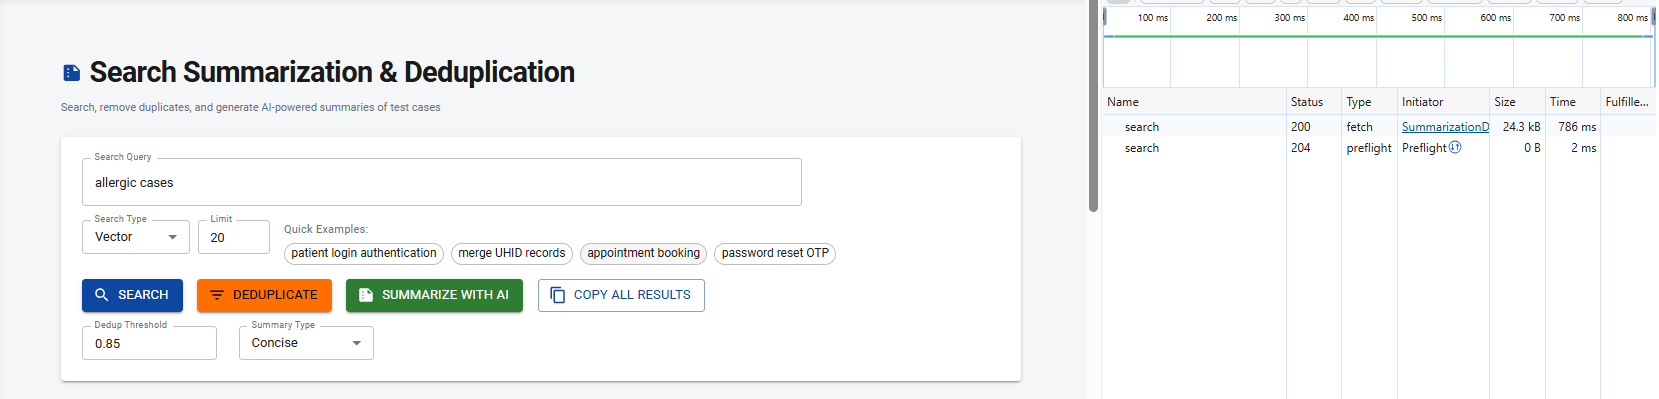 Search Summarization & Deduplication
Search, remove duplicates, and generate AI-powered summaries of test cases
Search Query
allergic cases
Search Type
Vector
Limit
20
Quick Examples:
patient login authentication
merge UHID records
appointment booking
password reset OTP
SEARCH
DEDUPLICATE
SUMMARIZE WITH AI
COPY ALL RESULTS
Dedup Threshold
0.85
Summary Type
Concise
100 ms 200 ms 300 ms 400 ms 500 ms 600 ms 700 ms 800 ms
Name Status Type Initiator Size Time Fulfille...
search 200 fetch SummarizationD 24.3 kB 786 ms
search 204 preflight Preflight 0 B 2 ms